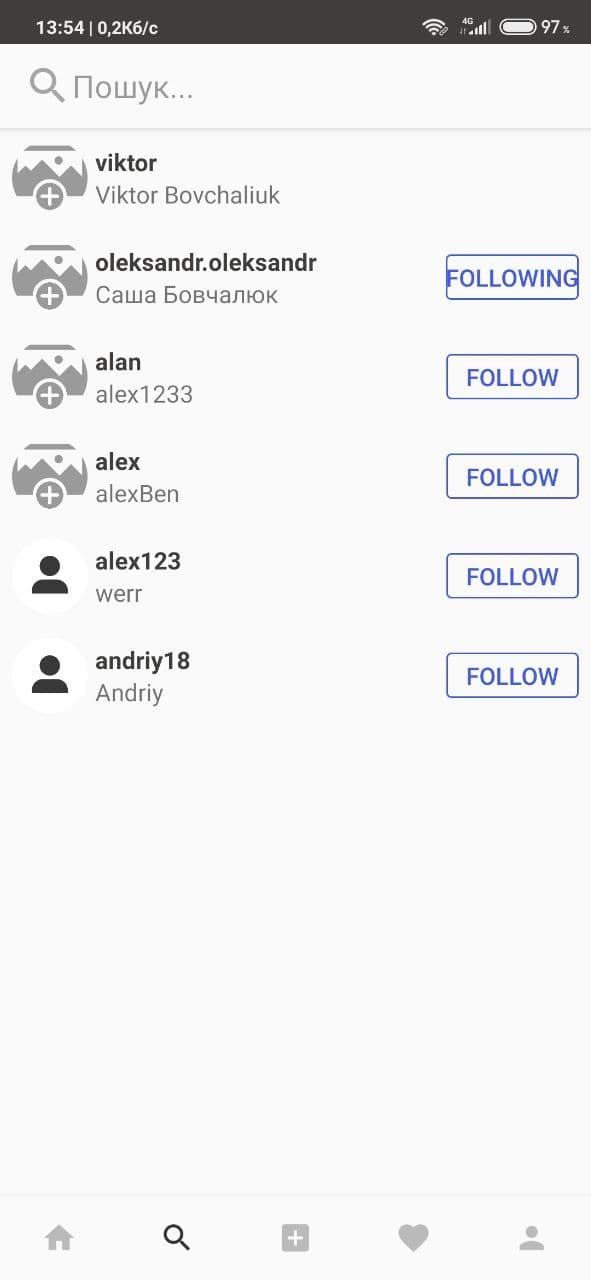 13:54 | 0,2Кб/с 4G 97 %
Пошук...
viktor
Viktor Bovchaliuk
oleksandr.oleksandr
Саша Бовчалюк
FOLLOWING
alan
alex1233
FOLLOW
alex
alexBen
FOLLOW
alex123
werr
FOLLOW
andriy18
Andriy
FOLLOW